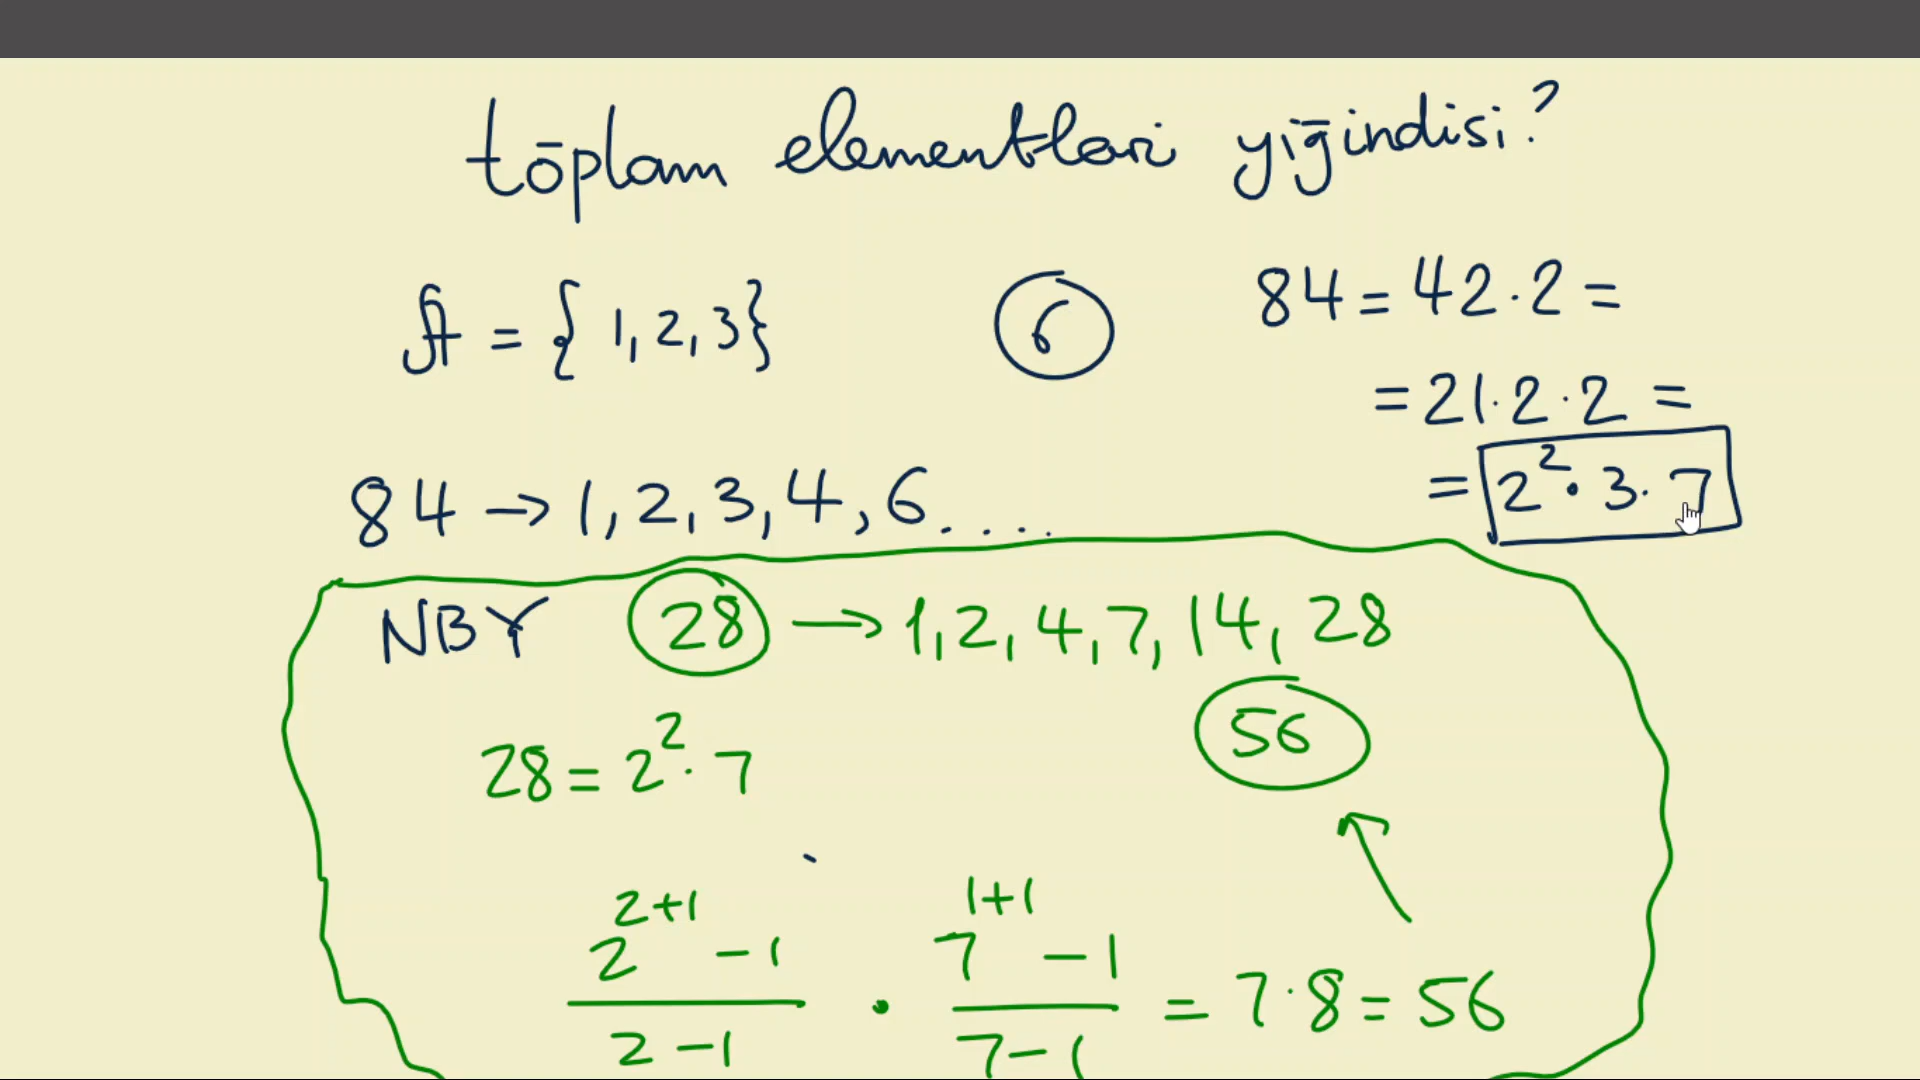 tōplam elementlari yiḡindisi?
A = { 1, 2, 3}
6
84 = 42 · 2 =
= 21 · 2 · 2 =
= 2² · 3 · 7
84 → 1, 2, 3, 4, 6 . . . .
NBY 28 → 1, 2, 4, 7, 14, 28
56
28 = 2² · 7
2^(2+1) - 1 / 2 - 1 · 7^(1+1) - 1 / 7 - 1 = 7 · 8 = 56